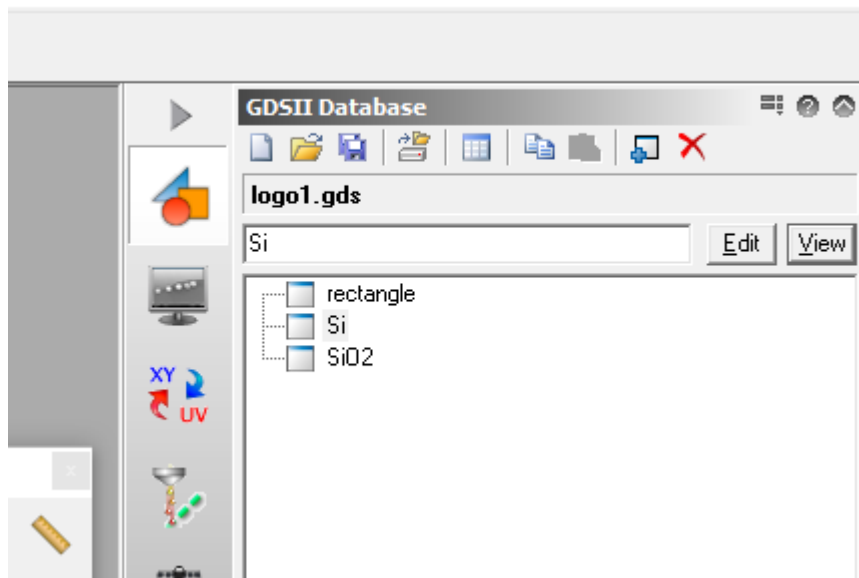 GDSII Database
logo1.gds
Si Edit View
rectangle
Si
SiO2
XY
UV
x